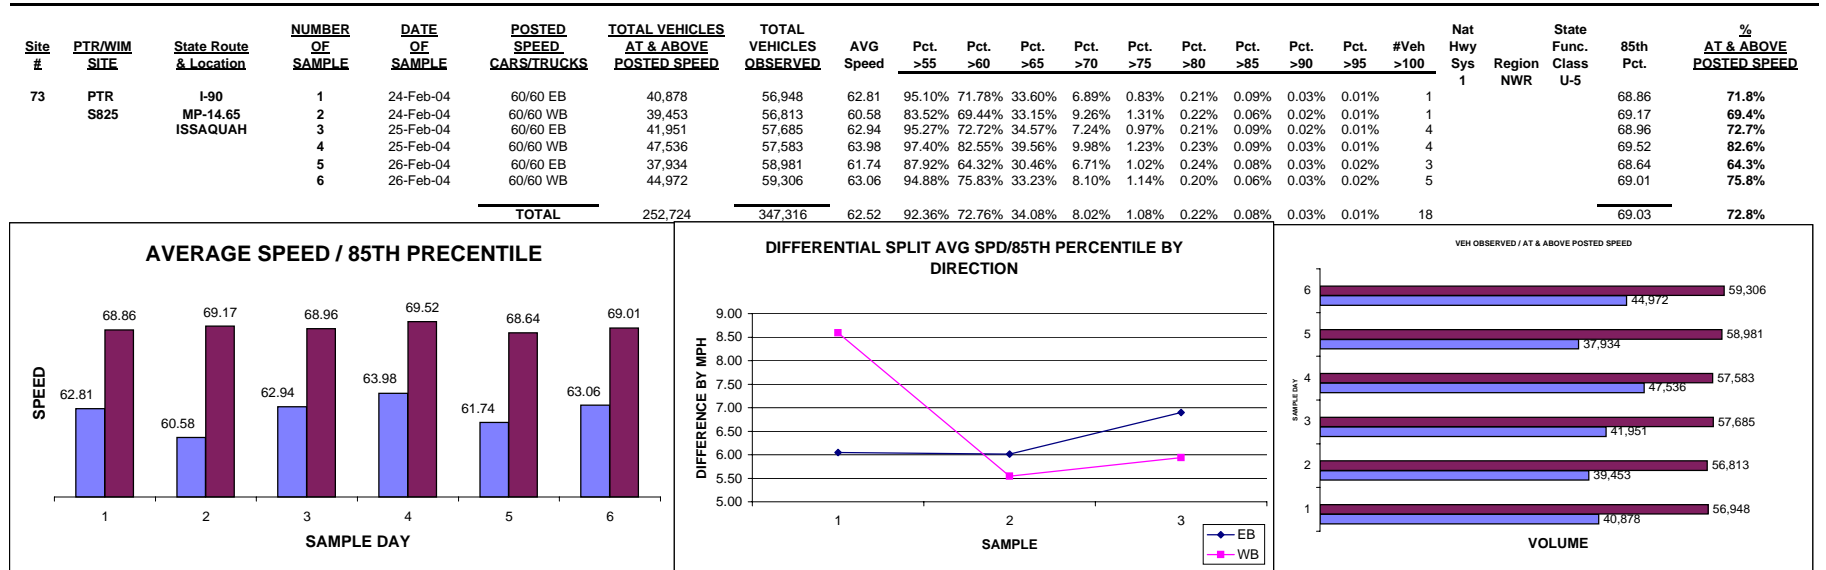 NUMBER DATE POSTED TOTAL VEHICLES TOTAL Nat State %
Site PTR/WIM State Route OF OF SPEED AT & ABOVE VEHICLES AVG Pct. Pct. Pct. Pct. Pct. Pct. Pct. Pct. Pct. #Veh Hwy Func. 85th AT & ABOVE
# SITE & Location SAMPLE SAMPLE CARS/TRUCKS POSTED SPEED OBSERVED Speed >55 >60 >65 >70 >75 >80 >85 >90 >95 >100 Sys Region Class Pct. POSTED SPEED
1 NWR U-5
73 PTR I-90 1 24-Feb-04 60/60 EB 40,878 56,948 62.81 95.10% 71.78% 33.60% 6.89% 0.83% 0.21% 0.09% 0.03% 0.01% 1 68.86 71.8%
S825 MP-14.65 2 24-Feb-04 60/60 WB 39,453 56,813 60.58 83.52% 69.44% 33.15% 9.26% 1.31% 0.22% 0.06% 0.02% 0.01% 1 69.17 69.4%
ISSAQUAH 3 25-Feb-04 60/60 EB 41,951 57,685 62.94 95.27% 72.72% 34.57% 7.24% 0.97% 0.21% 0.09% 0.03% 0.01% 4 68.96 72.7%
4 25-Feb-04 60/60 WB 47,536 57,583 63.98 97.40% 82.55% 39.56% 9.98% 1.23% 0.23% 0.09% 0.03% 0.01% 4 69.52 82.6%
5 26-Feb-04 60/60 EB 37,934 58,981 61.74 87.92% 64.32% 30.46% 6.71% 1.02% 0.24% 0.08% 0.03% 0.02% 3 68.64 64.3%
6 26-Feb-04 60/60 WB 44,972 59,306 63.06 94.88% 75.83% 33.23% 8.10% 1.14% 0.20% 0.06% 0.03% 0.02% 5 69.01 75.8%
TOTAL 252,724 347,316 62.52 92.36% 72.76% 34.08% 8.02% 1.08% 0.22% 0.08% 0.03% 0.01% 18 69.03 72.8%
AVERAGE SPEED / 85TH PRECENTILE
SPEED
62.81 68.86 60.58 69.17 62.94 68.96 63.98 69.52 61.74 68.64 63.06 69.01
1 2 3 4 5 6
SAMPLE DAY
DIFFERENTIAL SPLIT AVG SPD/85TH PERCENTILE BY
DIRECTION
DIFFERENCE BY MPH
9.00
8.50
8.00
7.50
7.00
6.50
6.00
5.50
5.00
1 2 3
SAMPLE
EB
WB
VEH OBSERVED / AT & ABOVE POSTED SPEED
SAMPLE DAY
6 59,306
44,972
5 58,981
37,934
4 57,583
47,536
3 57,685
41,951
2 56,813
39,453
1 56,948
40,878
VOLUME